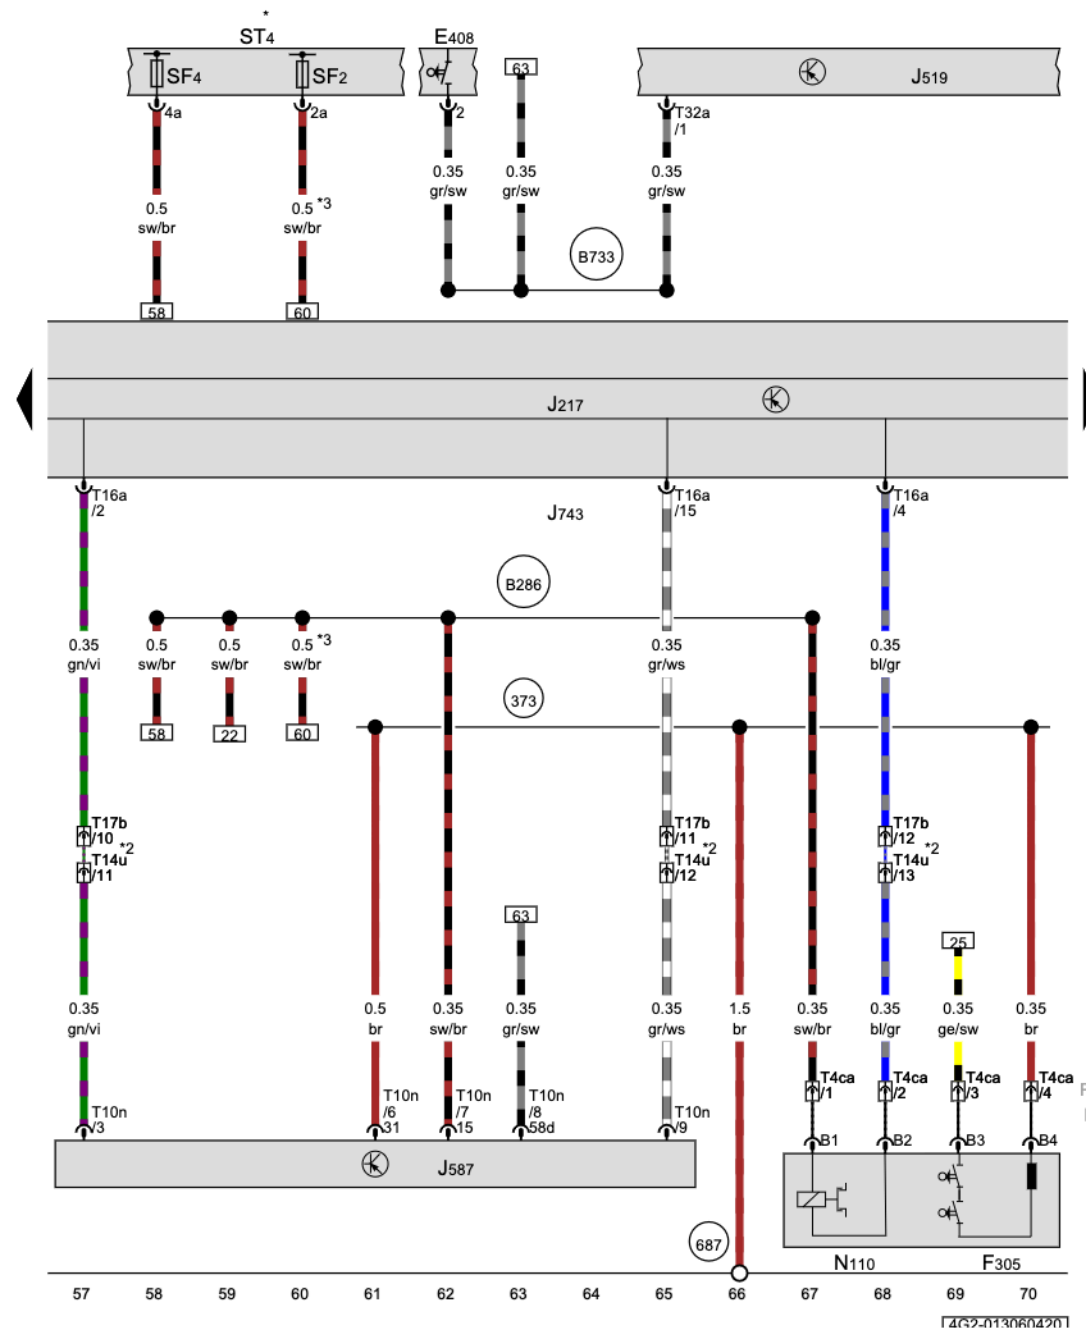 *
ST4
E408
SF4
SF2
63
J519
4a
2a
2
T32a
/1
0.35
gr/sw
0.35
gr/sw
0.35
gr/sw
0.5
sw/br
0.5 *3
sw/br
B733
58
60
J217
T16a
/2
T16a
/15
T16a
/4
J743
B286
0.35
gn/vi
0.5
sw/br
0.5
sw/br
0.5 *3
sw/br
0.35
gr/ws
0.35
bl/gr
373
58
22
60
T17b
/10
T14u *2
/11
T17b
/11
T14u *2
/12
T17b
/12
T14u *2
/13
63
25
0.35
gn/vi
0.5
br
0.35
sw/br
0.35
gr/sw
0.35
gr/ws
1.5
br
0.35
sw/br
0.35
bl/gr
0.35
ge/sw
0.35
br
T10n
/3
T10n
/6
31
T10n
/7
15
T10n
/8
58d
T10n
/9
T4ca
/1
T4ca
/2
T4ca
/3
T4ca
/4
B1
B2
B3
B4
J587
687
N110
F305
57 58 59 60 61 62 63 64 65 66 67 68 69 70
4G2-013060420